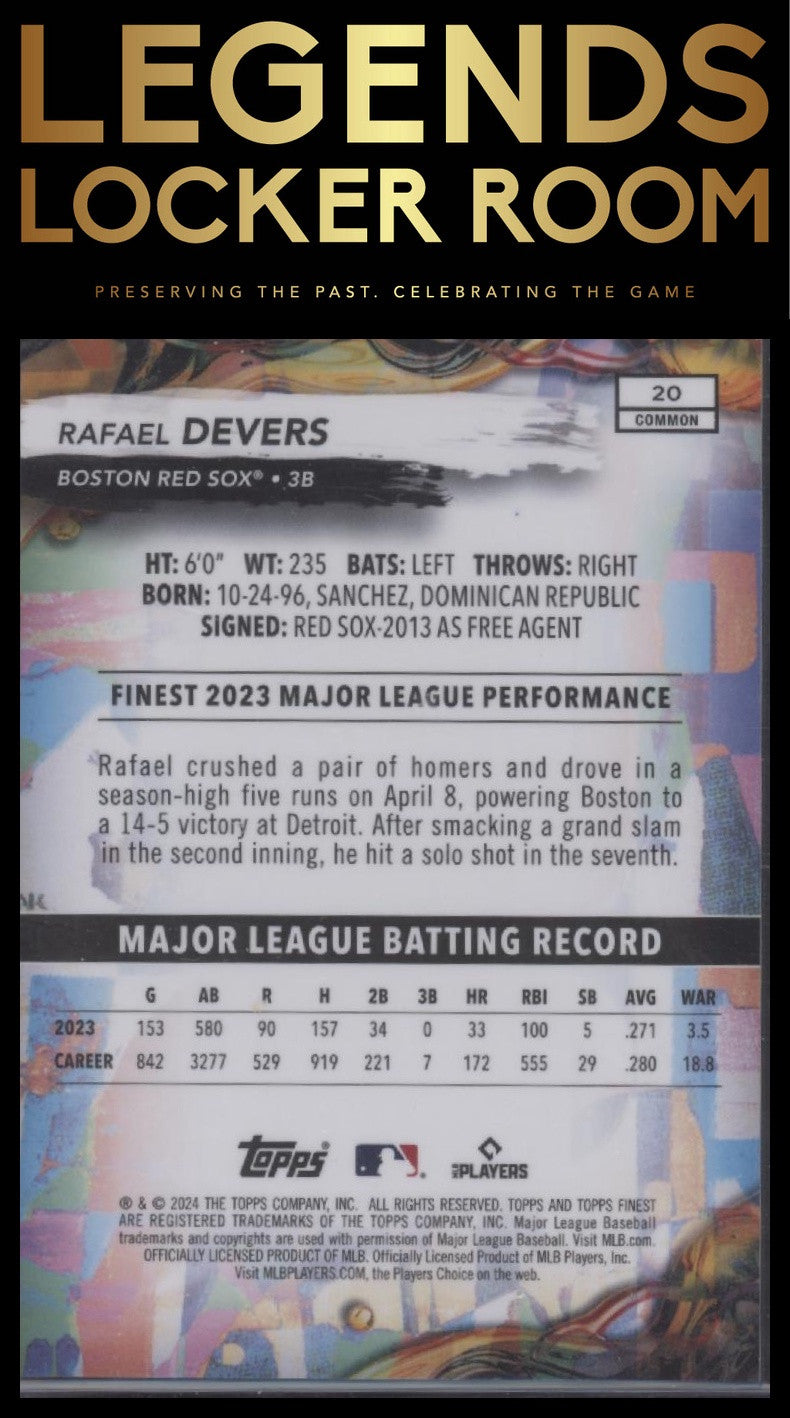 LEGENDS
LOCKER ROOM
PRESERVING THE PAST. CELEBRATING THE GAME
20
COMMON
RAFAEL DEVERS
BOSTON RED SOX® • 3B
HT: 6'0" WT: 235 BATS: LEFT THROWS: RIGHT
BORN: 10-24-96, SANCHEZ, DOMINICAN REPUBLIC
SIGNED: RED SOX-2013 AS FREE AGENT
FINEST 2023 MAJOR LEAGUE PERFORMANCE
Rafael crushed a pair of homers and drove in a
season-high five runs on April 8, powering Boston to
a 14-5 victory at Detroit. After smacking a grand slam
in the second inning, he hit a solo shot in the seventh.
MAJOR LEAGUE BATTING RECORD
G AB R H 2B 3B HR RBI SB AVG WAR
2023 153 580 90 157 34 0 33 100 5 .271 3.5
CAREER 842 3277 529 919 221 7 172 555 29 .280 18.8
Topps® ® PLAYERS
® & © 2024 THE TOPPS COMPANY, INC. ALL RIGHTS RESERVED. TOPPS AND TOPPS FINEST
ARE REGISTERED TRADEMARKS OF THE TOPPS COMPANY, INC. Major League Baseball
trademarks and copyrights are used with permission of Major League Baseball. Visit MLB.com.
OFFICIALLY LICENSED PRODUCT OF MLB. Officially Licensed Product of MLB Players, Inc.
Visit MLBPLAYERS.COM, the Players Choice on the web.